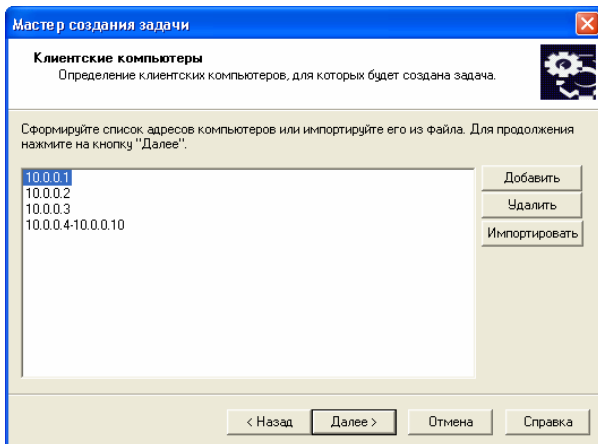 Мастер создания задачи
Клиентские компьютеры
Определение клиентских компьютеров, для которых будет создана задача.
Сформируйте список адресов компьютеров или импортируйте его из файла. Для продолжения
нажмите на кнопку "Далее".
10.0.0.1
10.0.0.2
10.0.0.3
10.0.0.4-10.0.0.10
Добавить
Удалить
Импортировать
< Назад
Далее >
Отмена
Справка